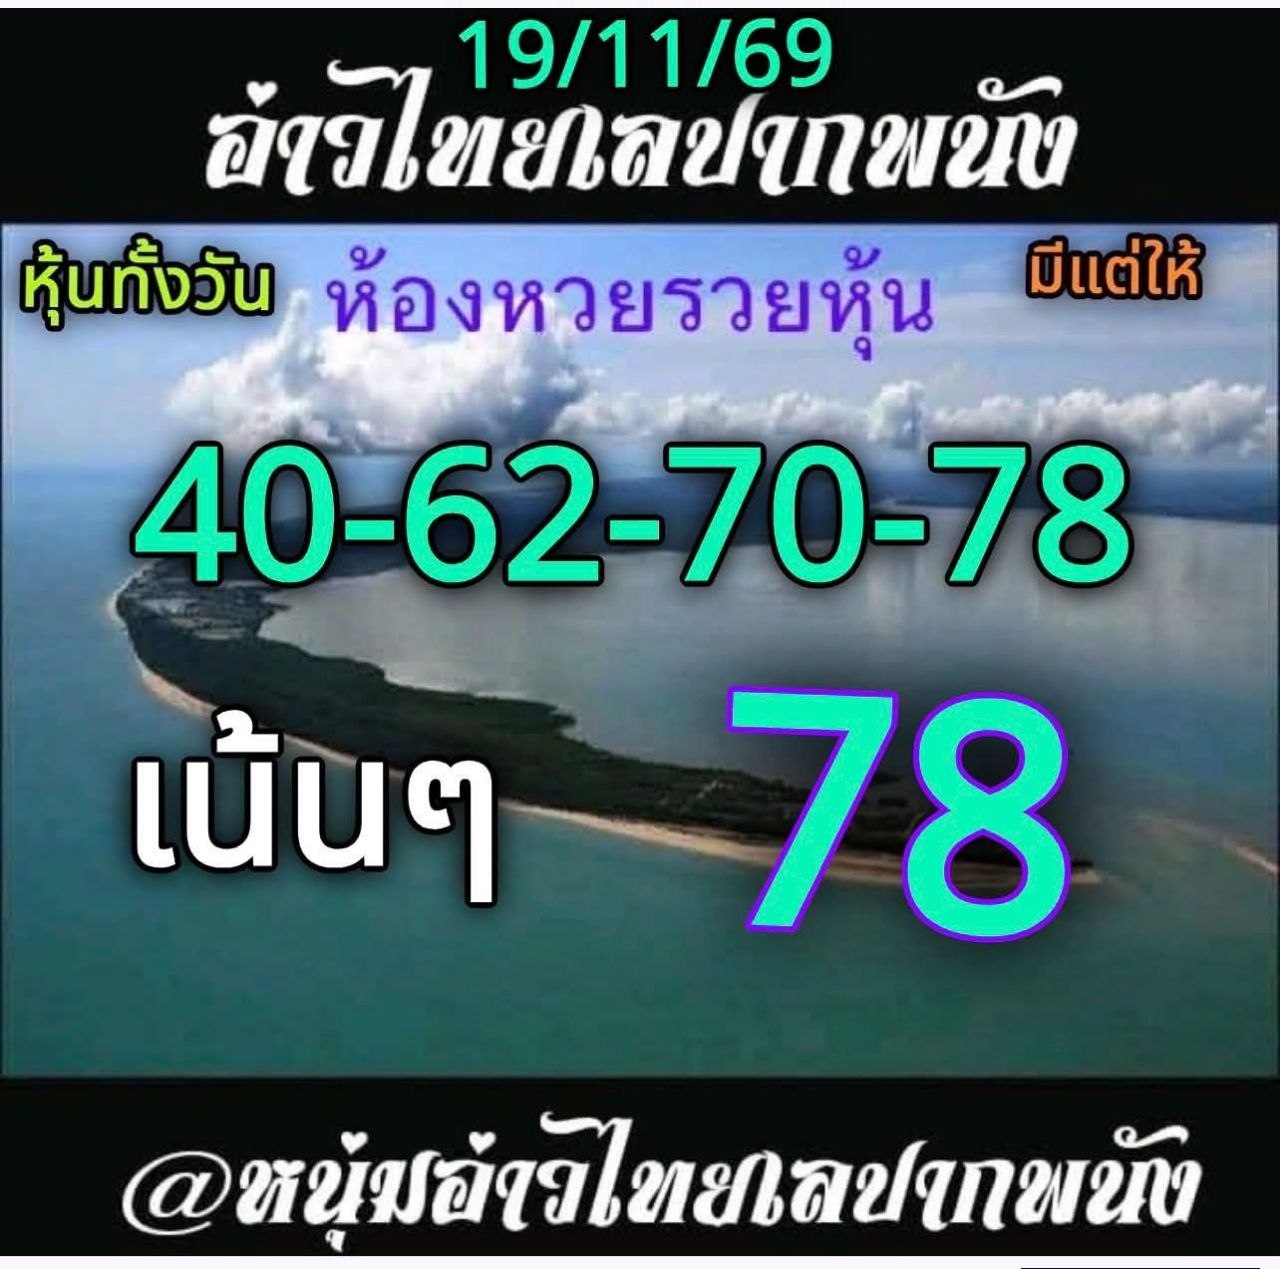 19/11/69
อ่าวไทยเลปากพนัง
หุ้นทั้งวัน
ห้องหวยรวยหุ้น
มีแต่ให้
40-62-70-78
เน้นๆ
78
@หนุ่มอ่าวไทยเลปากพนัง